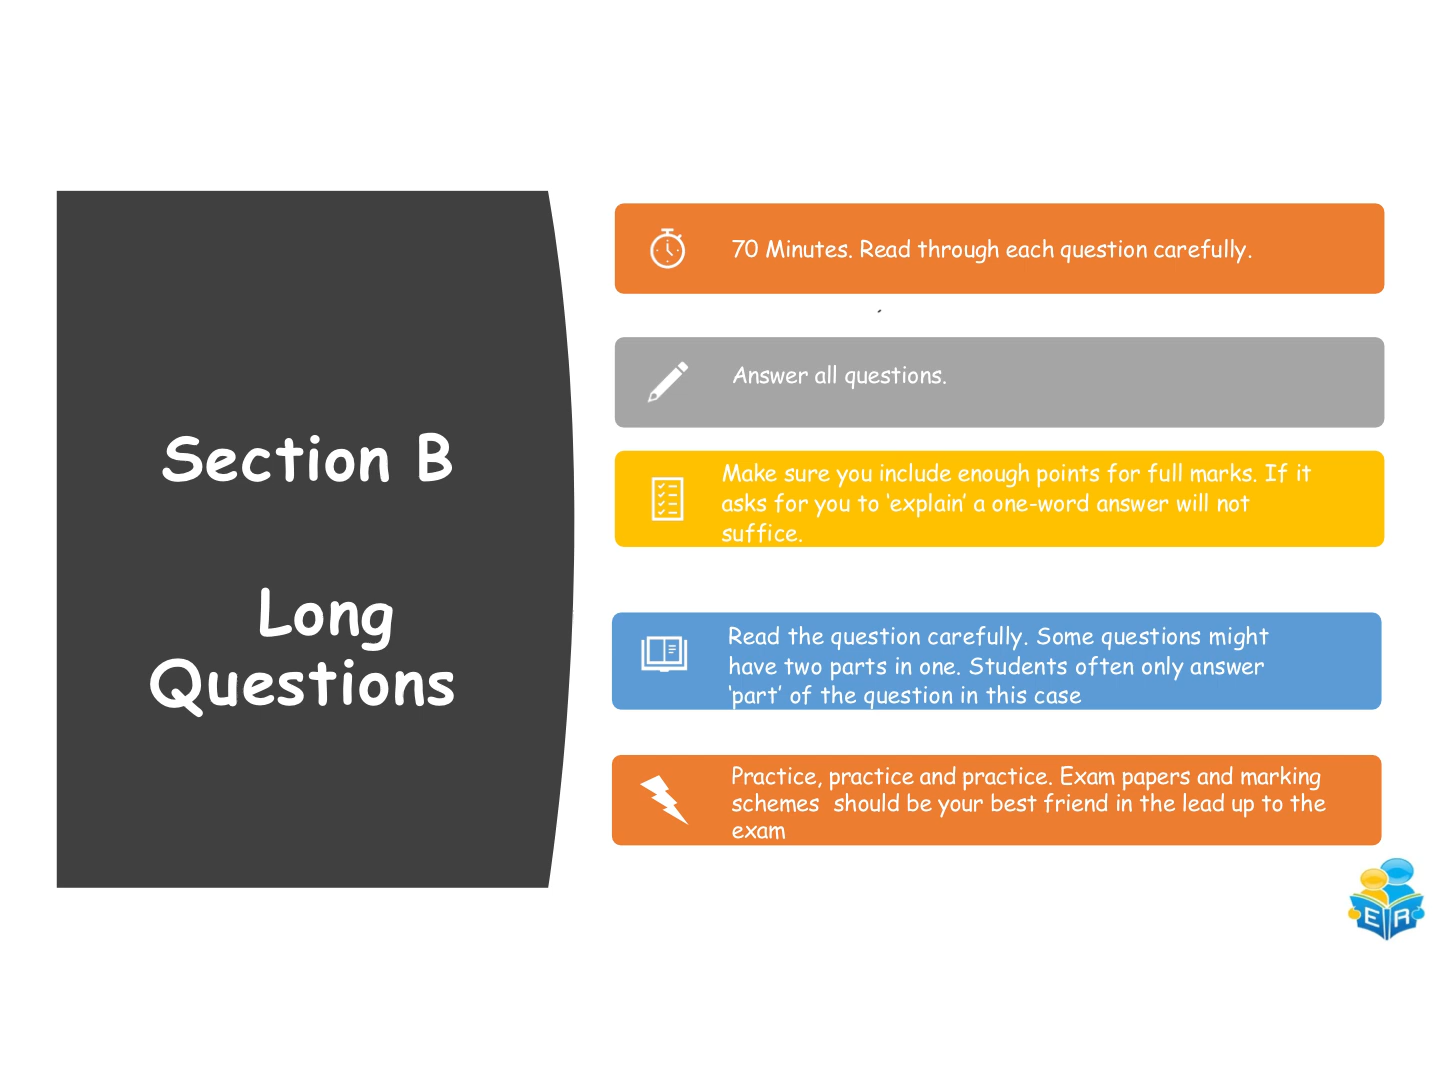 Section B
Long
Questions
70 Minutes. Read through each question carefully.
Answer all questions.
Make sure you include enough points for full marks. If it
asks for you to ‘explain’ a one-word answer will not
suffice.
Read the question carefully. Some questions might
have two parts in one. Students often only answer
‘part’ of the question in this case
Practice, practice and practice. Exam papers and marking
schemes  should be your best friend in the lead up to the
exam
E R